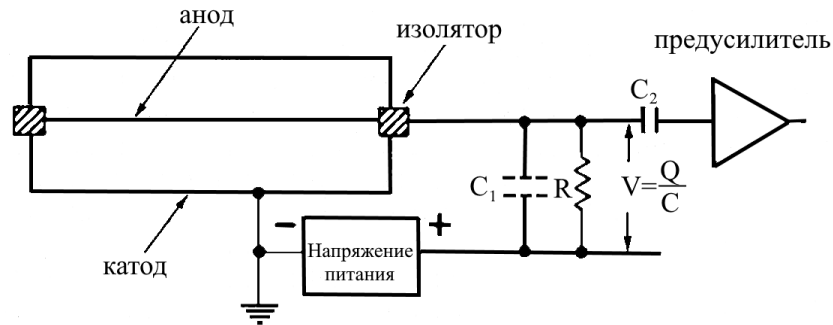 анод
изолятор
предусилитель
C₂
C₁
R
V=Q/C
− +
Напряжение
питания
катод